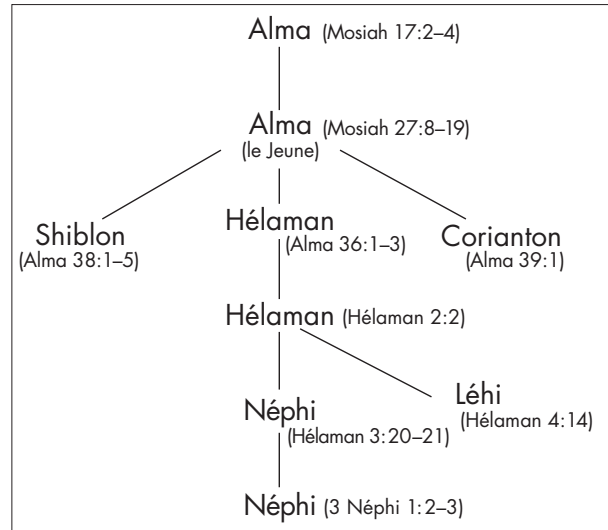 Alma (Mosiah 17:2–4)
Alma (Mosiah 27:8–19)
(le Jeune)
Shiblon
(Alma 38:1–5)
Hélaman
(Alma 36:1–3)
Corianton
(Alma 39:1)
Hélaman (Hélaman 2:2)
Néphi
(Hélaman 3:20–21)
Léhi
(Hélaman 4:14)
Néphi (3 Néphi 1:2–3)